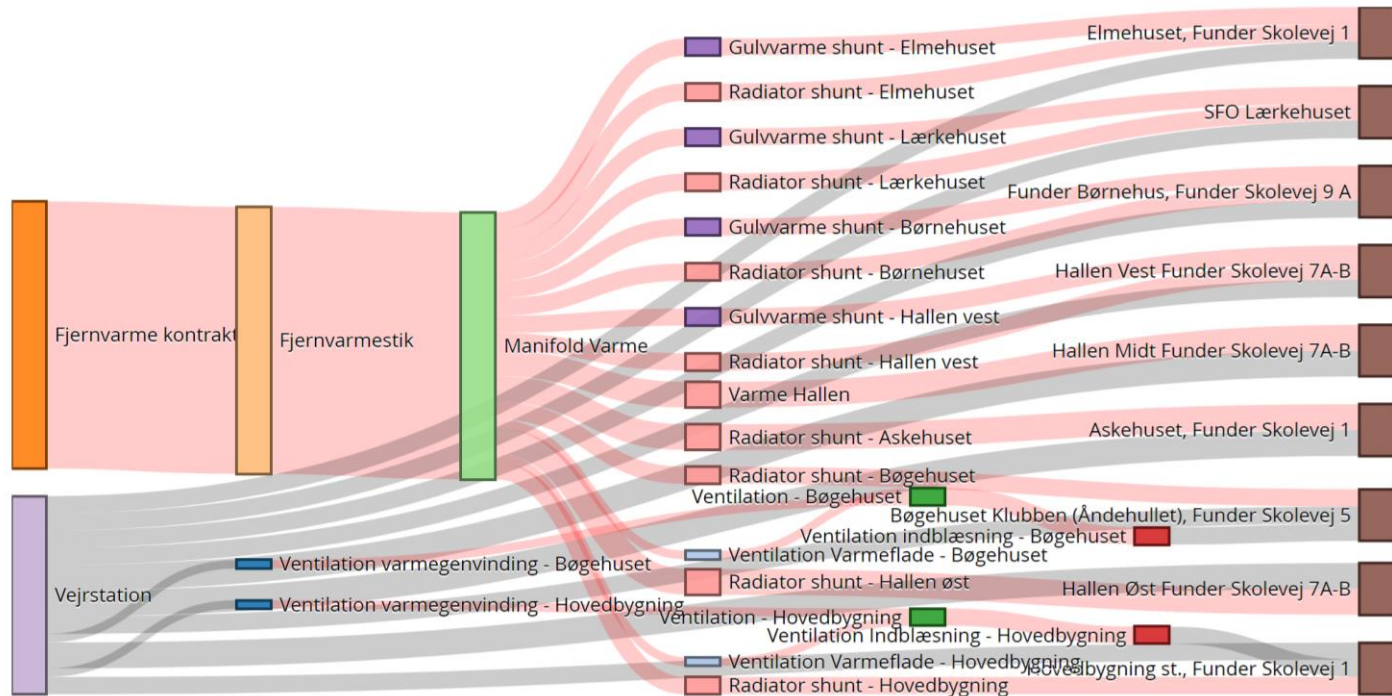 Gulvvarme shunt - Elmehuset
Elmehuset, Funder Skolevej 1
Radiator shunt - Elmehuset
SFO Lærkehuset
Gulvvarme shunt - Lærkehuset
Radiator shunt - Lærkehuset
Funder Børnehus, Funder Skolevej 9 A
Gulvvarme shunt - Børnehuset
Radiator shunt - Børnehuset
Hallen Vest Funder Skolevej 7A-B
Gulvvarme shunt - Hallen vest
Fjernvarme kontrakt
Fjernvarmestik
Manifold Varme
Hallen Midt Funder Skolevej 7A-B
Radiator shunt - Hallen vest
Varme Hallen
Radiator shunt - Askehuset
Askehuset, Funder Skolevej 1
Radiator shunt - Bøgehuset
Ventilation - Bøgehuset
Bøgehuset Klubben (Åndehullet), Funder Skolevej 5
Ventilation indblæsning - Bøgehuset
Ventilation Varmeflade - Bøgehuset
Ventilation varmegenvinding - Bøgehuset
Radiator shunt - Hallen øst
Hallen Øst Funder Skolevej 7A-B
Vejrstation
Ventilation varmegenvinding - Hovedbygning
Ventilation - Hovedbygning
Ventilation Indblæsning - Hovedbygning
Ventilation Varmeflade - Hovedbygning
Hovedbygning st., Funder Skolevej 1
Radiator shunt - Hovedbygning